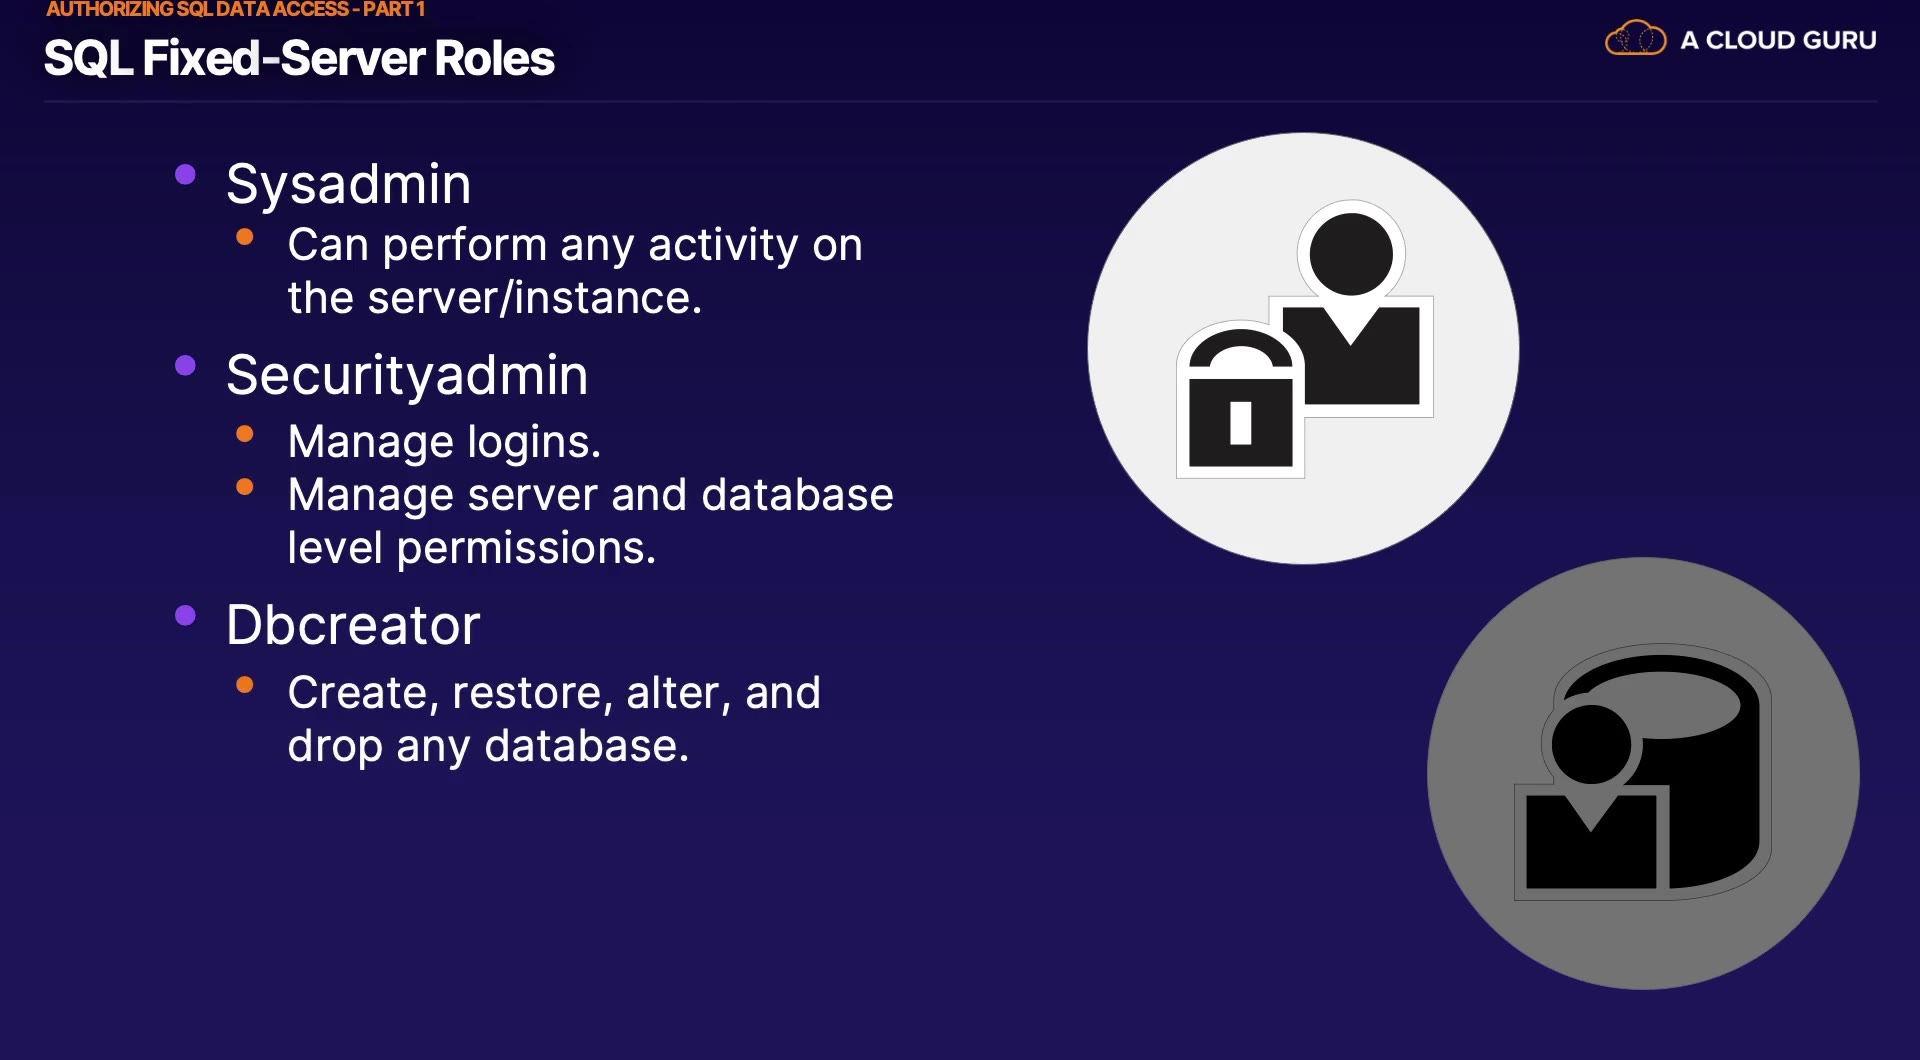 AUTHORIZING SQL DATA ACCESS - PART 1
SQL Fixed-Server Roles
A CLOUD GURU
Sysadmin
Can perform any activity on
the server/instance.
Securityadmin
Manage logins.
Manage server and database
level permissions.
Dbcreator
Create, restore, alter, and
drop any database.